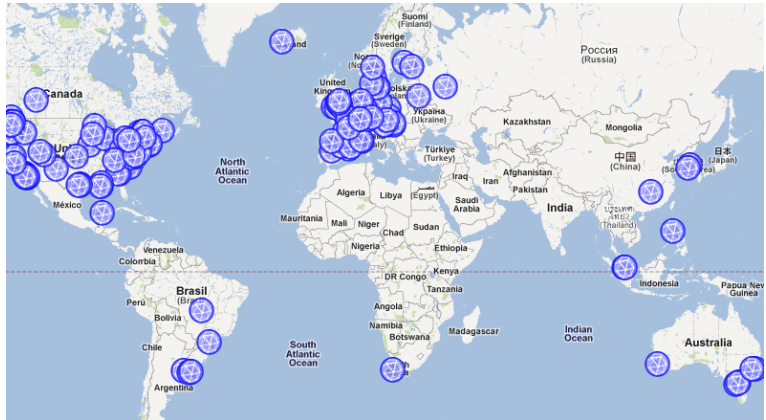 Suomi
(Finland)
Sverige
(Sweden)
Россия
(Russia)
Canada
United
Kingdom
Україна
(Ukraine)
Kazakhstan
Mongolia
Türkiye
(Turkey)
中国
(China)
日本
(Japan)
North
Atlantic
Ocean
Algeria
Libya
(Egypt)
Iraq
Iran
Afghanistan
Pakistan
Saudi
Arabia
India
(Thailand)
México
Mauritania
Mali
Niger
Chad
Sudan
Nigeria
Ethiopia
Venezuela
Colombia
DR Congo
Kenya
Tanzania
Indonesia
Papua New
Guinea
Brasil
Perú
Bolivia
Angola
Namibia
Botswana
Madagascar
Chile
South
Atlantic
Ocean
Indian
Ocean
Australia
Argentina